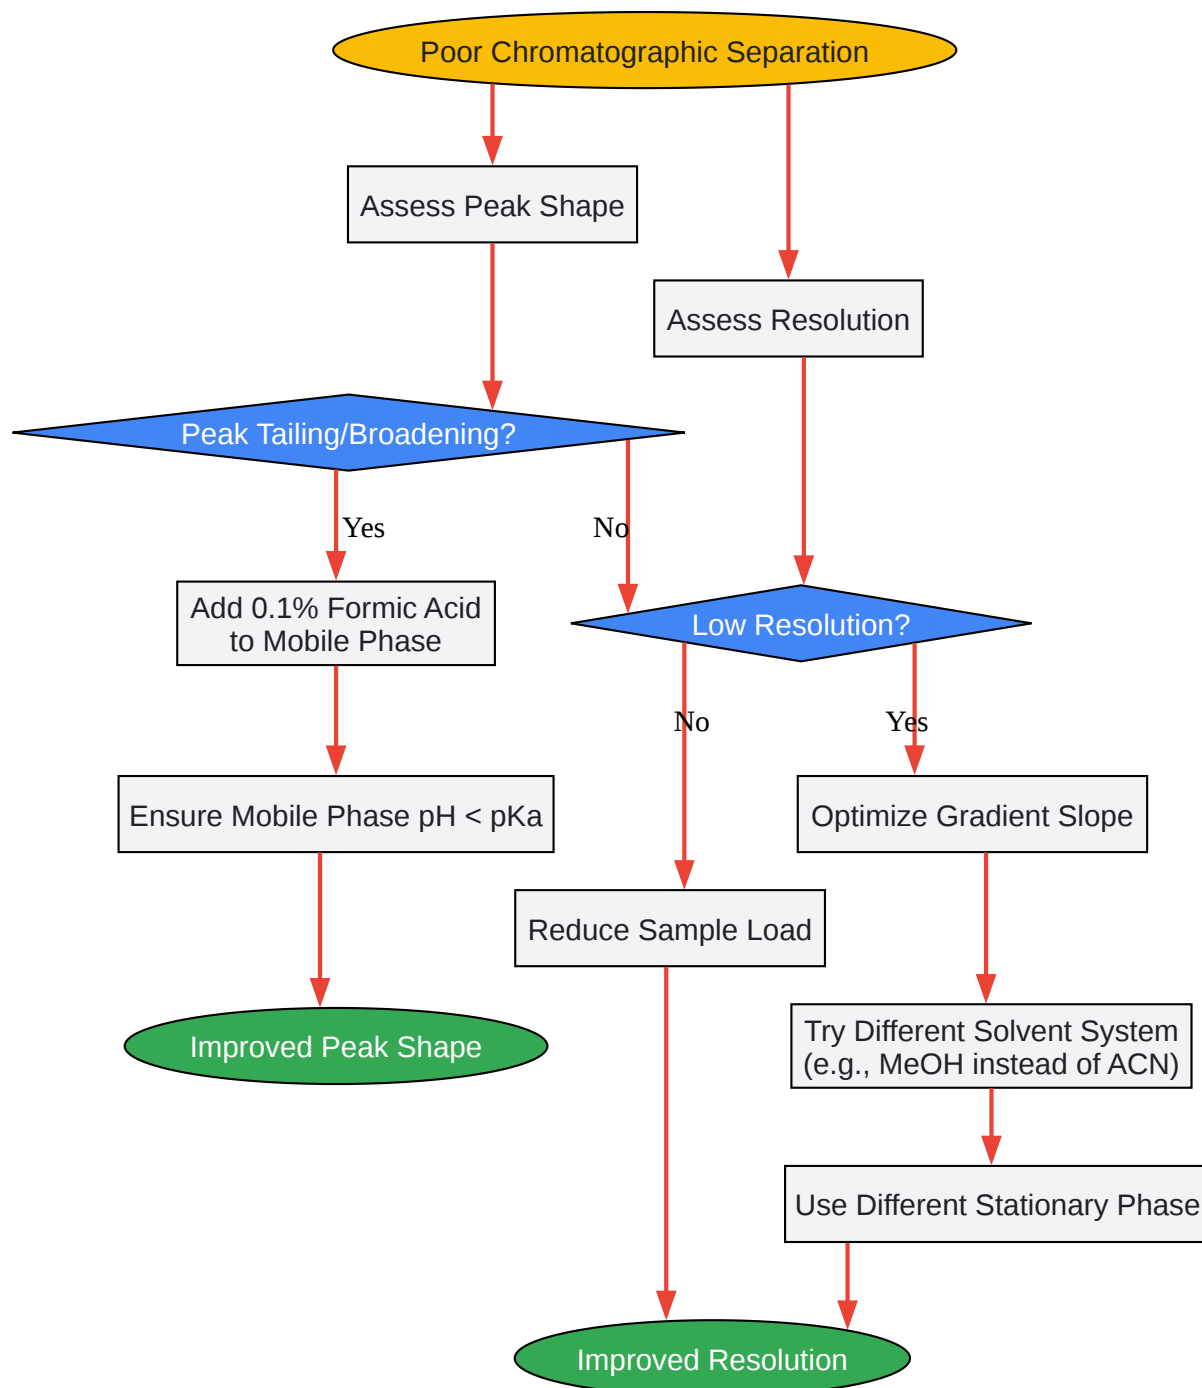 Poor Chromatographic Separation
Assess Peak Shape
Assess Resolution
Peak Tailing/Broadening?
Yes
No
Add 0.1% Formic Acid
to Mobile Phase
Low Resolution?
No
Yes
Ensure Mobile Phase pH < pKa
Optimize Gradient Slope
Reduce Sample Load
Improved Peak Shape
Try Different Solvent System
(e.g., MeOH instead of ACN)
Use Different Stationary Phase
Improved Resolution